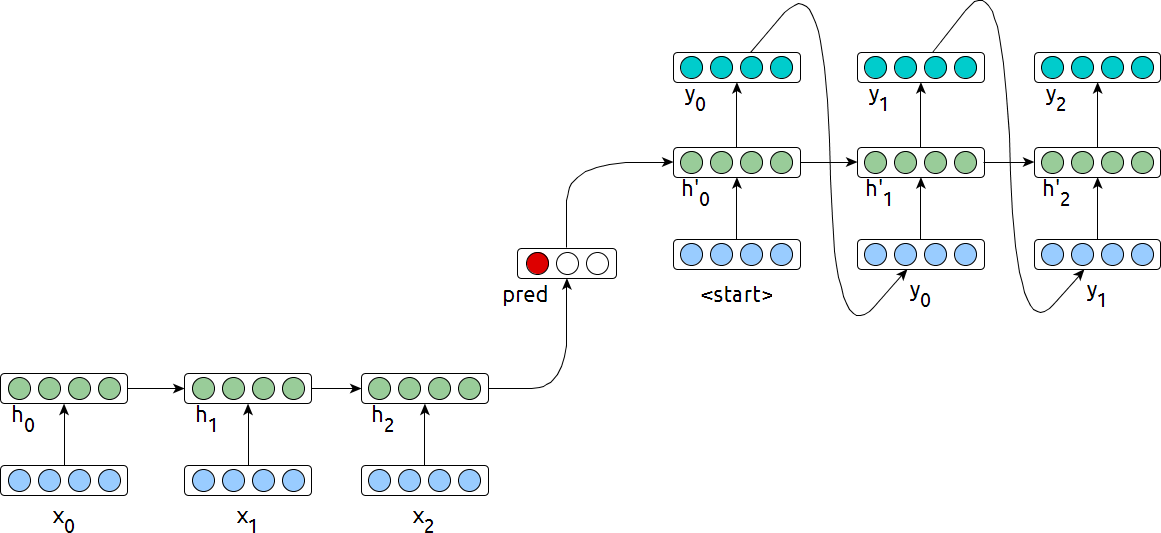 y0 y1 y2
h'0 h'1 h'2
pred <start> y0 y1
h0 h1 h2
x0 x1 x2